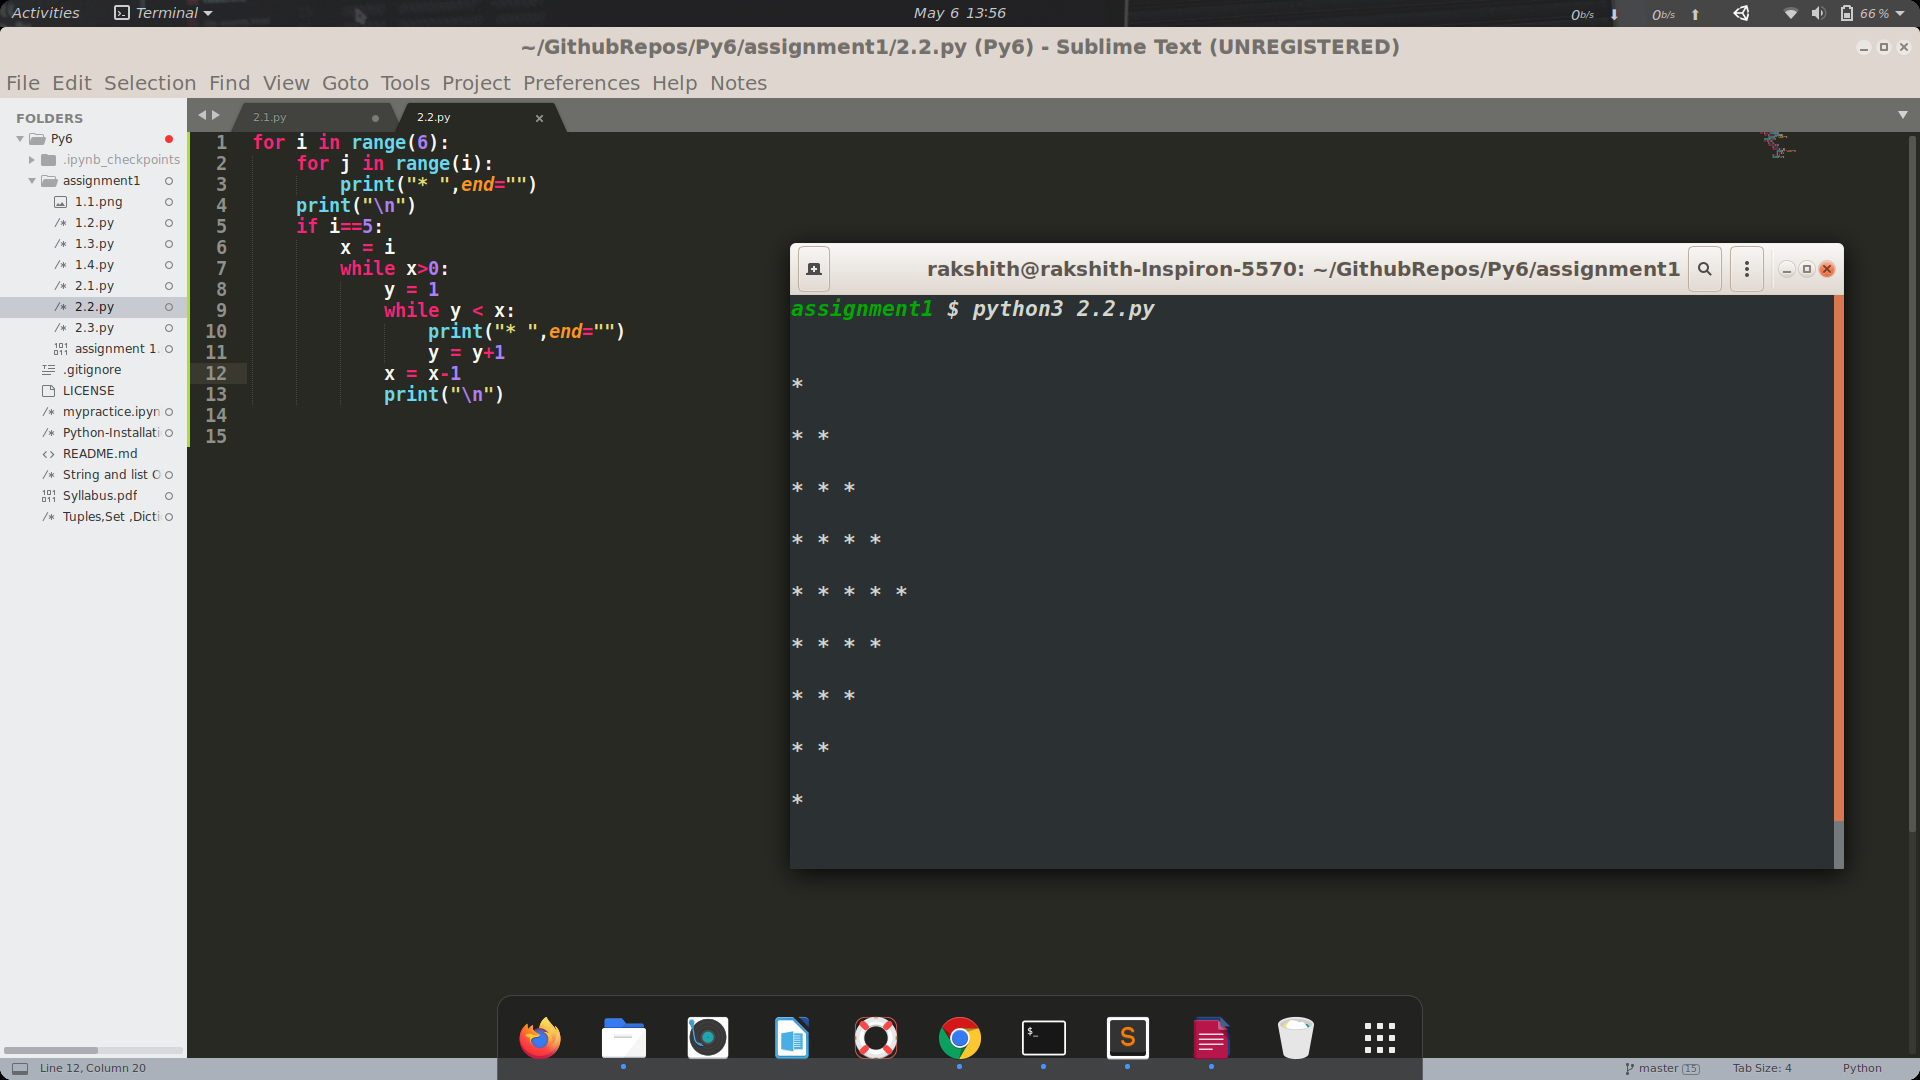 Activities Terminal May 6 13:56 0b/s 0b/s 66 %
~/GithubRepos/Py6/assignment1/2.2.py (Py6) - Sublime Text (UNREGISTERED)
File Edit Selection Find View Goto Tools Project Preferences Help Notes
FOLDERS
Py6
.ipynb_checkpoints
assignment1
1.1.png
1.2.py
1.3.py
1.4.py
2.1.py
2.2.py
2.3.py
assignment 1.
.gitignore
LICENSE
mypractice.ipyn
Python-Installati
README.md
String and list O
Syllabus.pdf
Tuples,Set ,Dicti
2.1.py 2.2.py
1 for i in range(6):
2     for j in range(i):
3         print("* ",end="")
4     print("\n")
5     if i==5:
6         x = i
7         while x>0:
8             y = 1
9             while y < x:
10                 print("* ",end="")
11                 y = y+1
12             x = x-1
13             print("\n")
14
15
rakshith@rakshith-Inspiron-5570: ~/GithubRepos/Py6/assignment1
assignment1 $ python3 2.2.py
*
* *
* * *
* * * *
* * * * *
* * * *
* * *
* *
*
$_
S
Line 12, Column 20 master 15 Tab Size: 4 Python